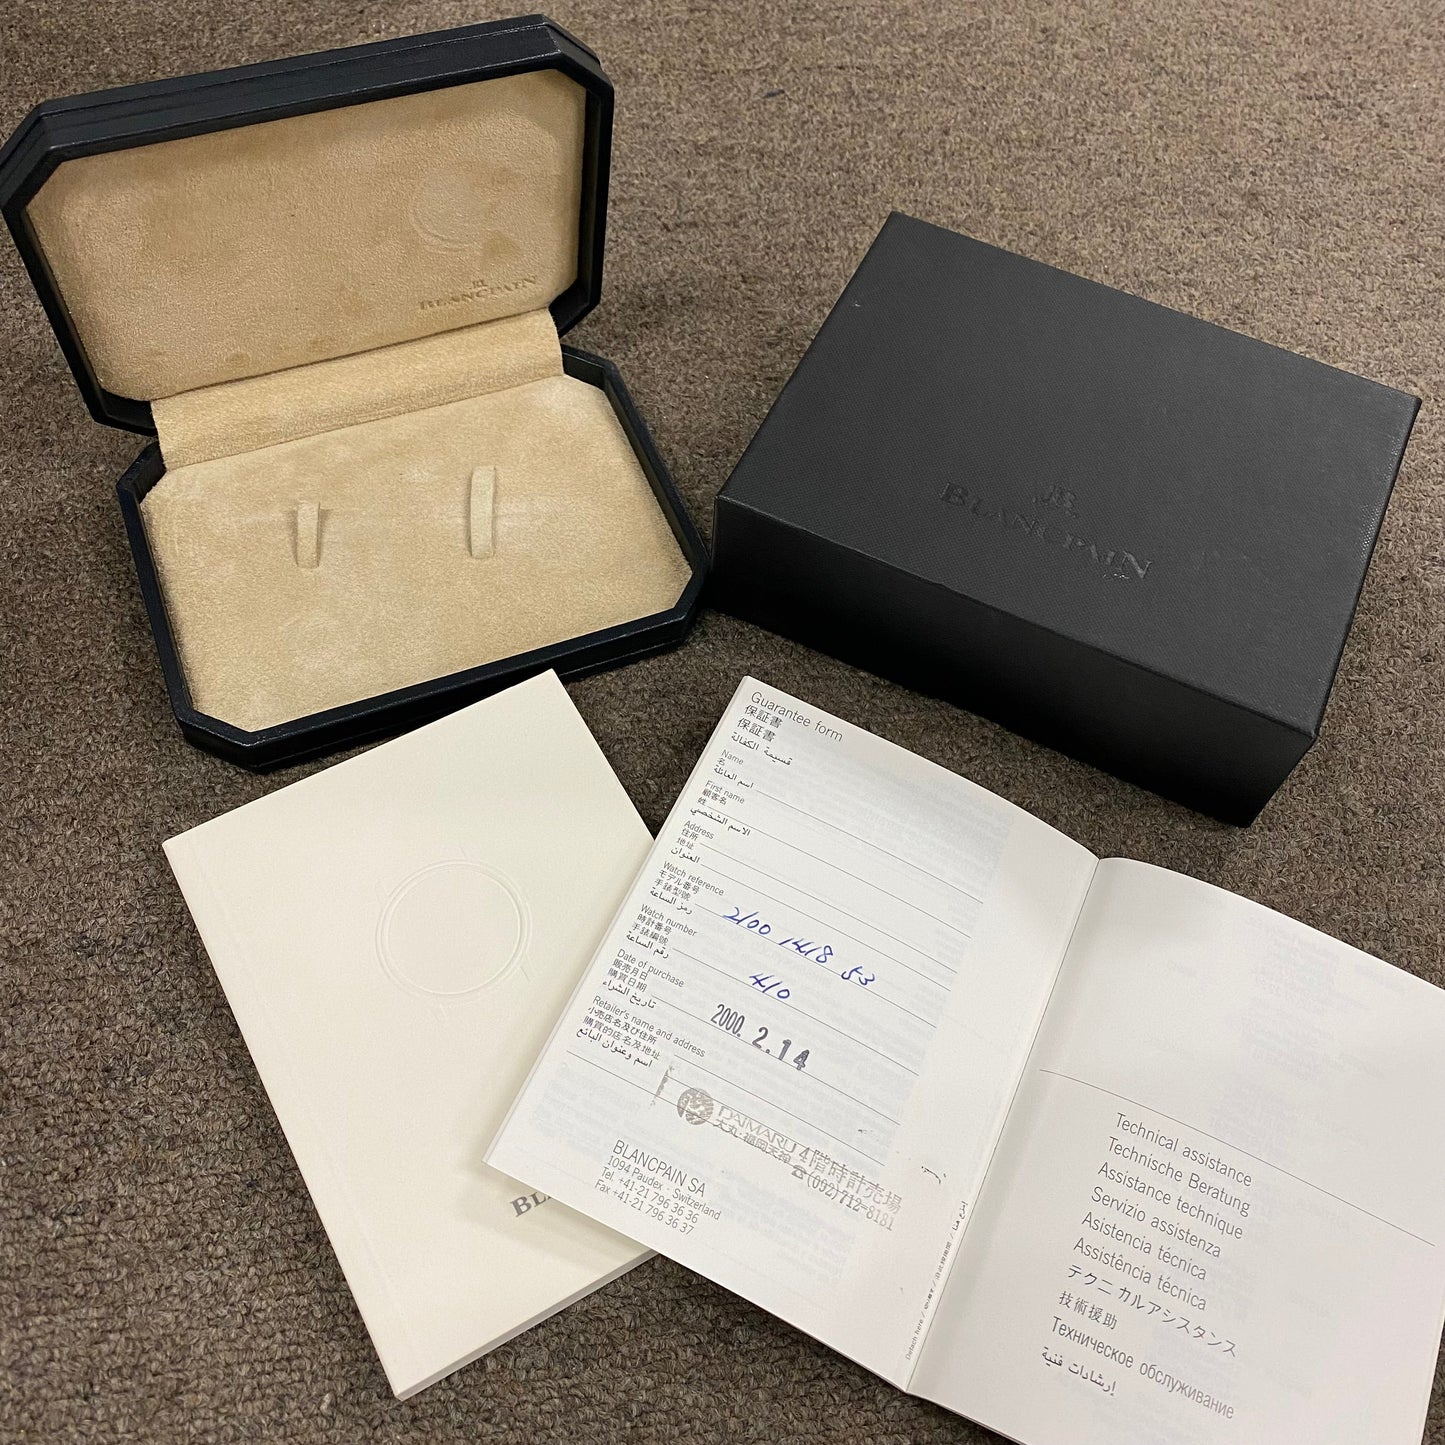 JB
BLANCPAIN
JB
BLANCPAIN
Guarantee form
保証書
保証書
قسيمة الكفالة
Name
名
اسم العائلة
First name
顧客名
姓
الاسم الشخصي
Address
住所
地址
العنوان
Watch reference
モデル番号
手錶型號
رمز الساعة
2100 1418 53
Watch number
時計番号
手錶編號
رقم الساعة
410
Date of purchase
販売月日
購買日期
تاريخ الشراء
2000. 2. 14
Retailer's name and address
小売店名及び住所
購買的店名及地址
اسم وعنوان البائع
DAIMARU 4階時計売場
大丸・福岡天神 ☎(092)712-8181
BLANCPAIN SA
1094 Paudex - Switzerland
Tel. +41-21 796 36 36
Fax +41-21 796 36 37
Detach here /
Technical assistance
Technische Beratung
Assistance technique
Servizio assistenza
Asistencia técnica
Assistência técnica
テクニカルアシスタンス
技術援助
Техническое обслуживание
إرشادات فنية